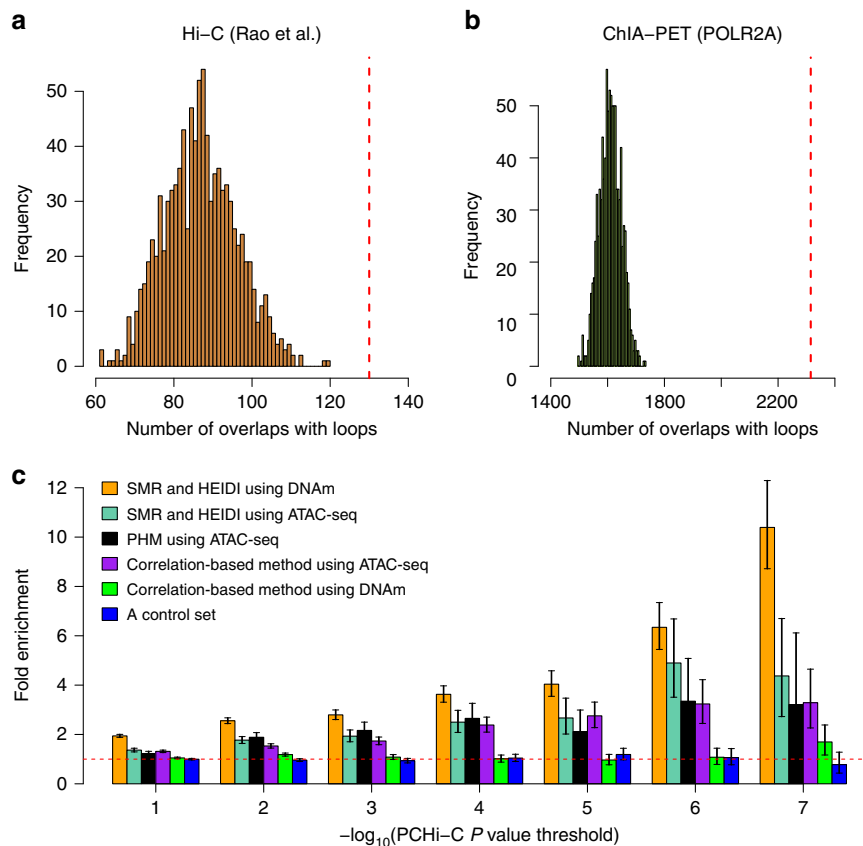 a
Hi–C (Rao et al.)
50
40
30
20
10
0
Frequency
60
80
100
120
140
Number of overlaps with loops
b
ChIA–PET (POLR2A)
50
40
30
20
10
0
Frequency
1400
1800
2200
Number of overlaps with loops
c
12
10
8
6
4
2
0
Fold enrichment
SMR and HEIDI using DNAm
SMR and HEIDI using ATAC-seq
PHM using ATAC-seq
Correlation-based method using ATAC-seq
Correlation-based method using DNAm
A control set
1
2
3
4
5
6
7
–log10(PCHi–C P value threshold)